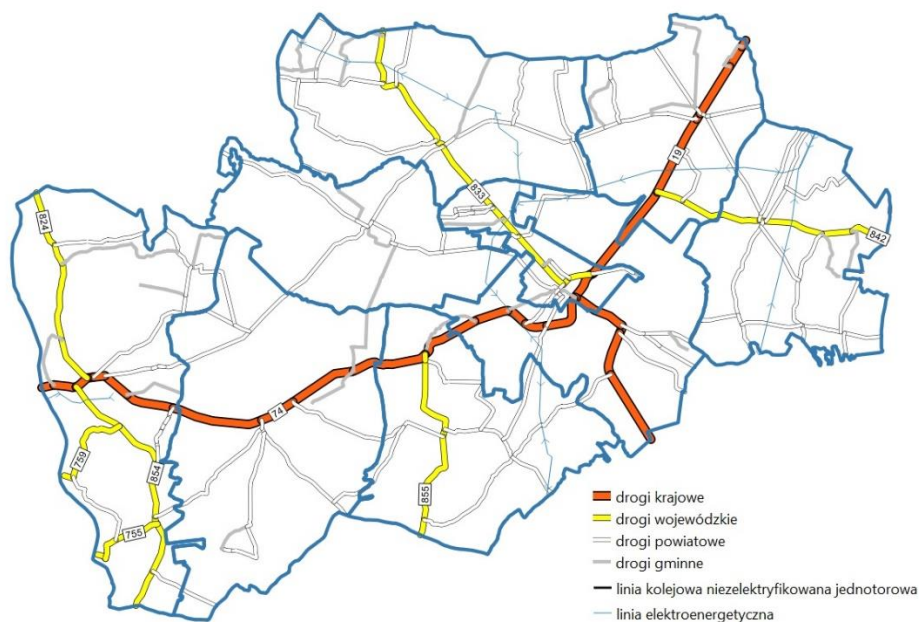 19
833
842
824
74
759
854
855
755
drogi krajowe
drogi wojewódzkie
drogi powiatowe
drogi gminne
linia kolejowa niezelektryfikowana jednotorowa
linia elektroenergetyczna